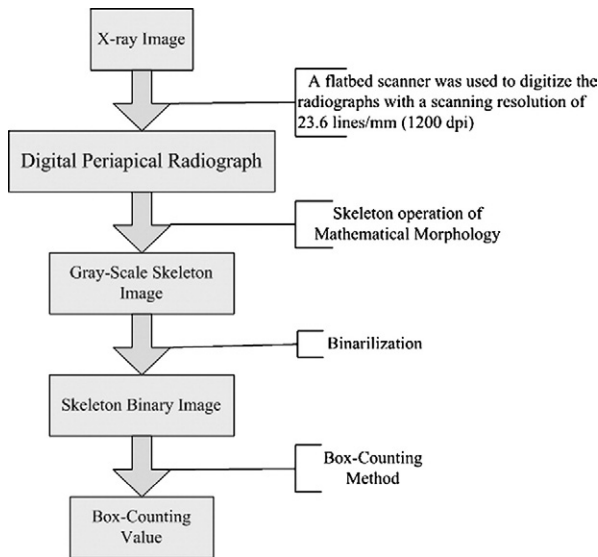 X-ray Image
A flatbed scanner was used to digitize the
radiographs with a scanning resolution of
23.6 lines/mm (1200 dpi)
Digital Periapical Radiograph
Skeleton operation of
Mathematical Morphology
Gray-Scale Skeleton
Image
Binarilization
Skeleton Binary Image
Box-Counting
Method
Box-Counting
Value